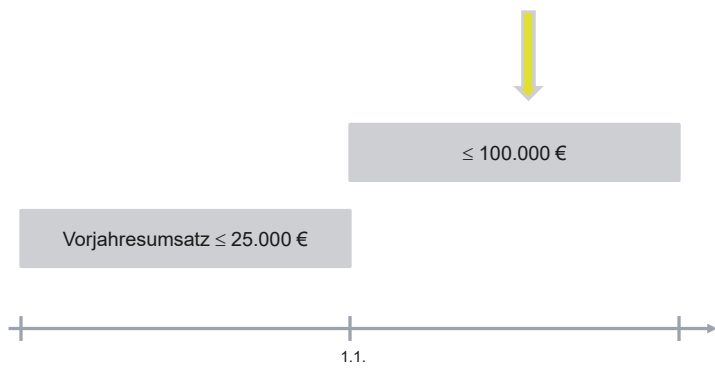 ≤ 100.000 €
Vorjahresumsatz ≤ 25.000 €
1.1.